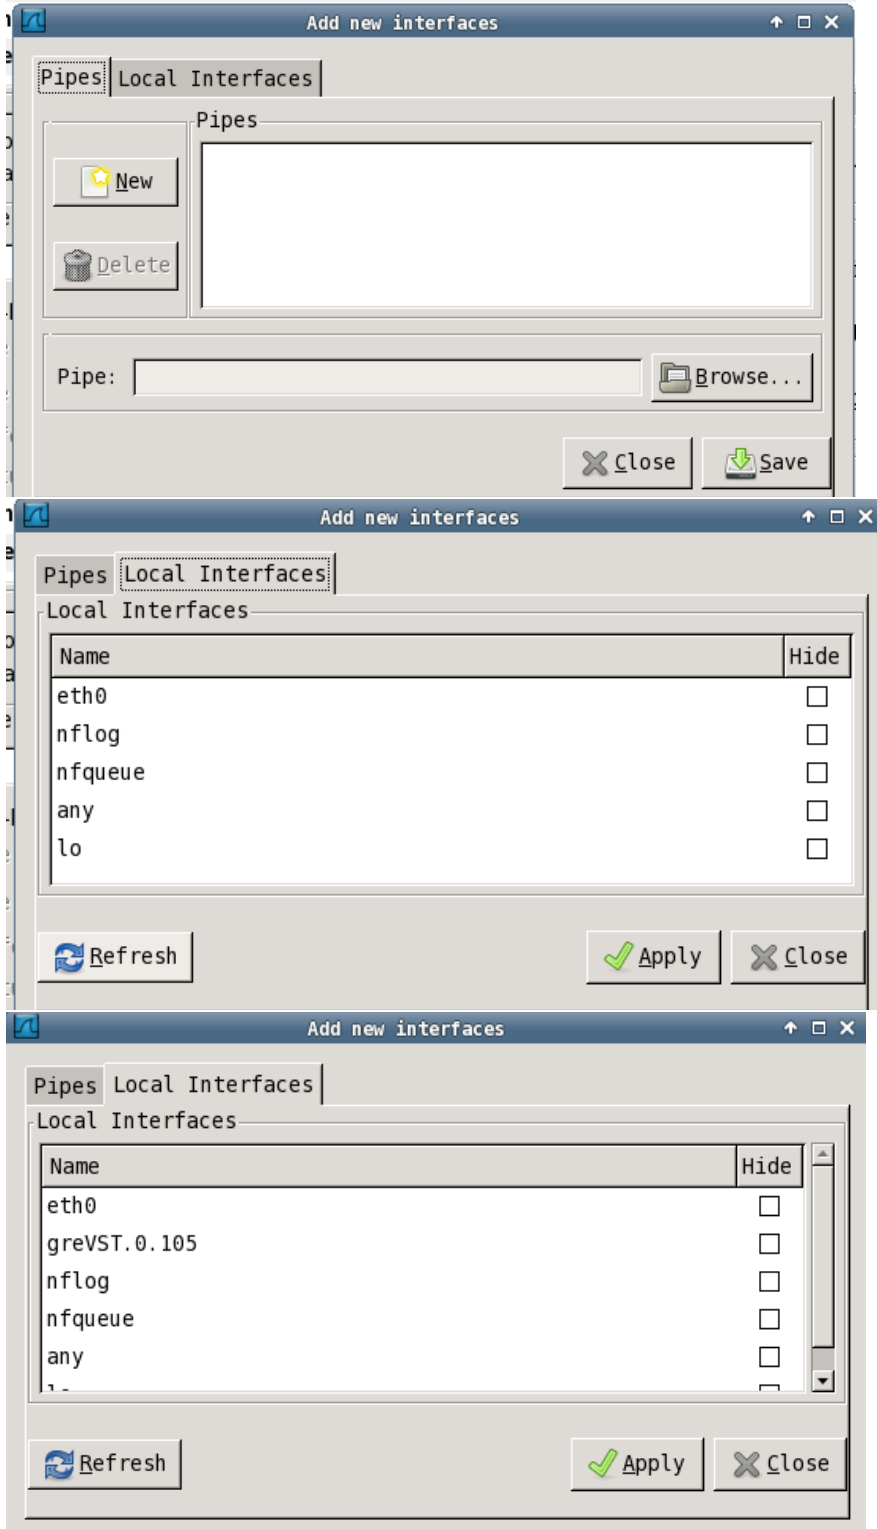 Add new interfaces
Pipes Local Interfaces
Pipes
New
Delete
Pipe: Browse...
Close Save
Add new interfaces
Pipes Local Interfaces
Local Interfaces
Name Hide
eth0
nflog
nfqueue
any
lo
Refresh Apply Close
Add new interfaces
Pipes Local Interfaces
Local Interfaces
Name Hide
eth0
greVST.0.105
nflog
nfqueue
any
Refresh Apply Close